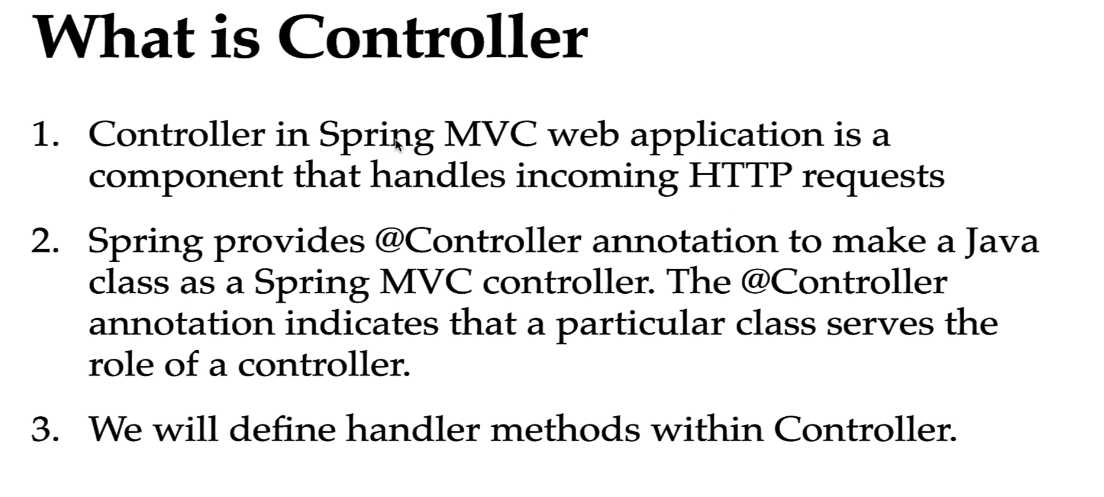 What is Controller
1. Controller in Spring MVC web application is a
component that handles incoming HTTP requests
2. Spring provides @Controller annotation to make a Java
class as a Spring MVC controller. The @Controller
annotation indicates that a particular class serves the
role of a controller.
3. We will define handler methods within Controller.